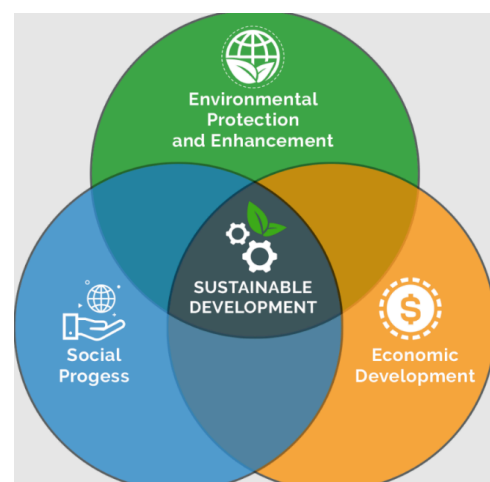 Environmental
Protection
and Enhancement
SUSTAINABLE
DEVELOPMENT
Social
Progess
Economic
Development
$